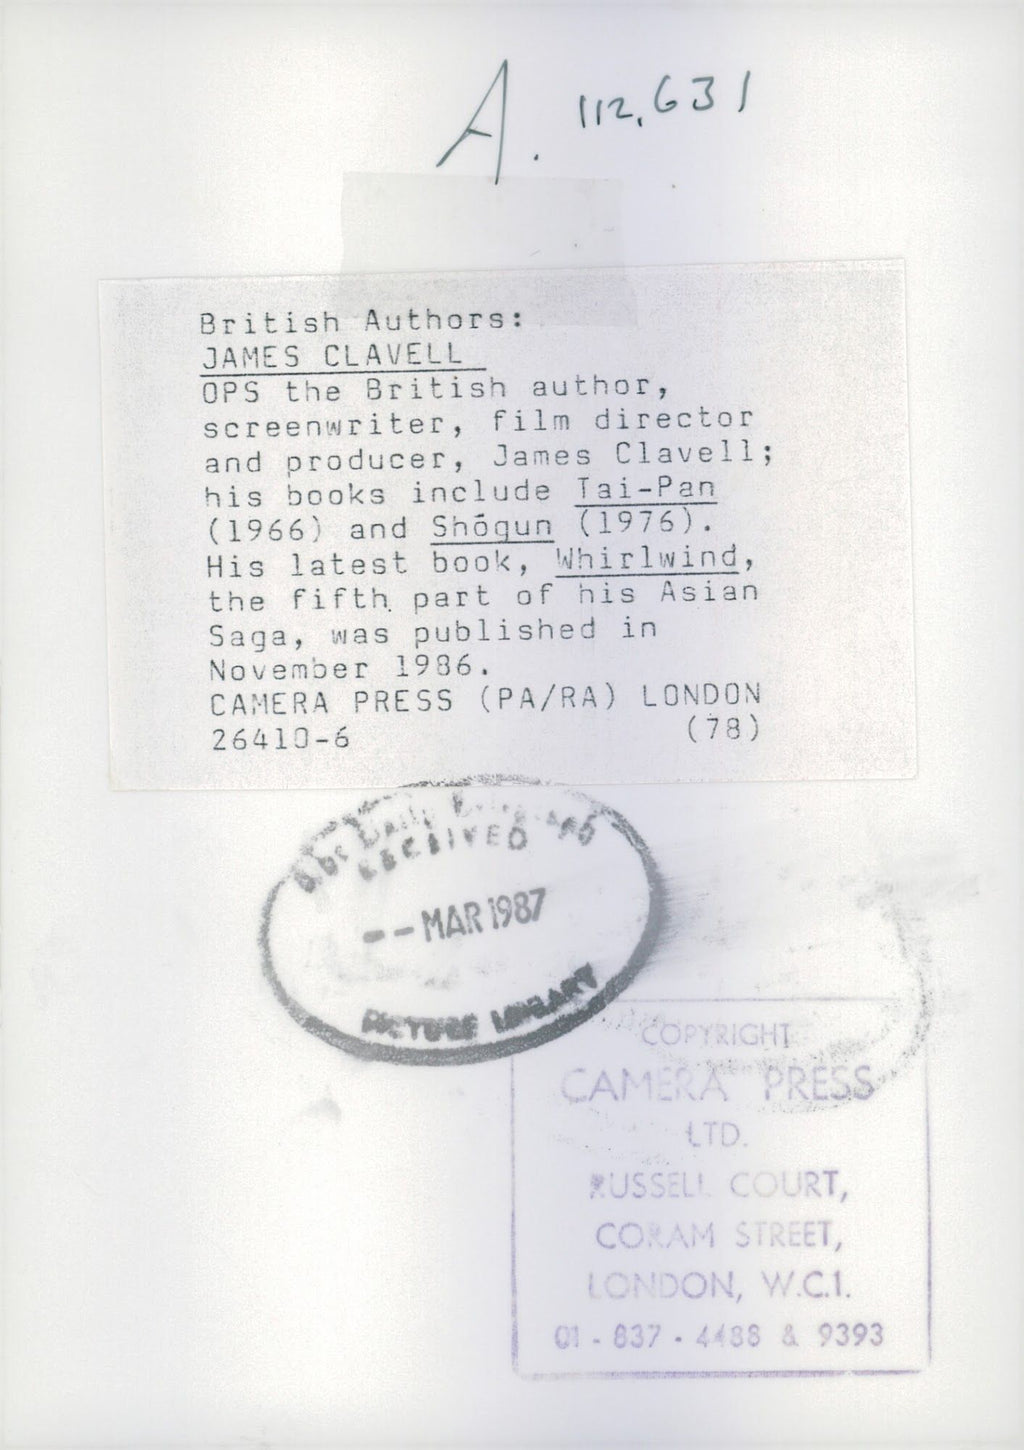 A. 112,631
British Authors:
JAMES CLAVELL
OPS the British author,
screenwriter, film director
and producer, James Clavell;
his books include Tai-Pan
(1966) and Shōgun (1976).
His latest book, Whirlwind,
the fifth part of his Asian
Saga, was published in
November 1986.
CAMERA PRESS (PA/RA) LONDON
26410-6 (78)
The Daily Telegraph
RECEIVED
-- MAR 1987
PICTURE LIBRARY
COPYRIGHT
CAMERA PRESS
LTD.
RUSSELL COURT,
CORAM STREET,
LONDON, W.C.1.
01 - 837 - 4488 & 9393